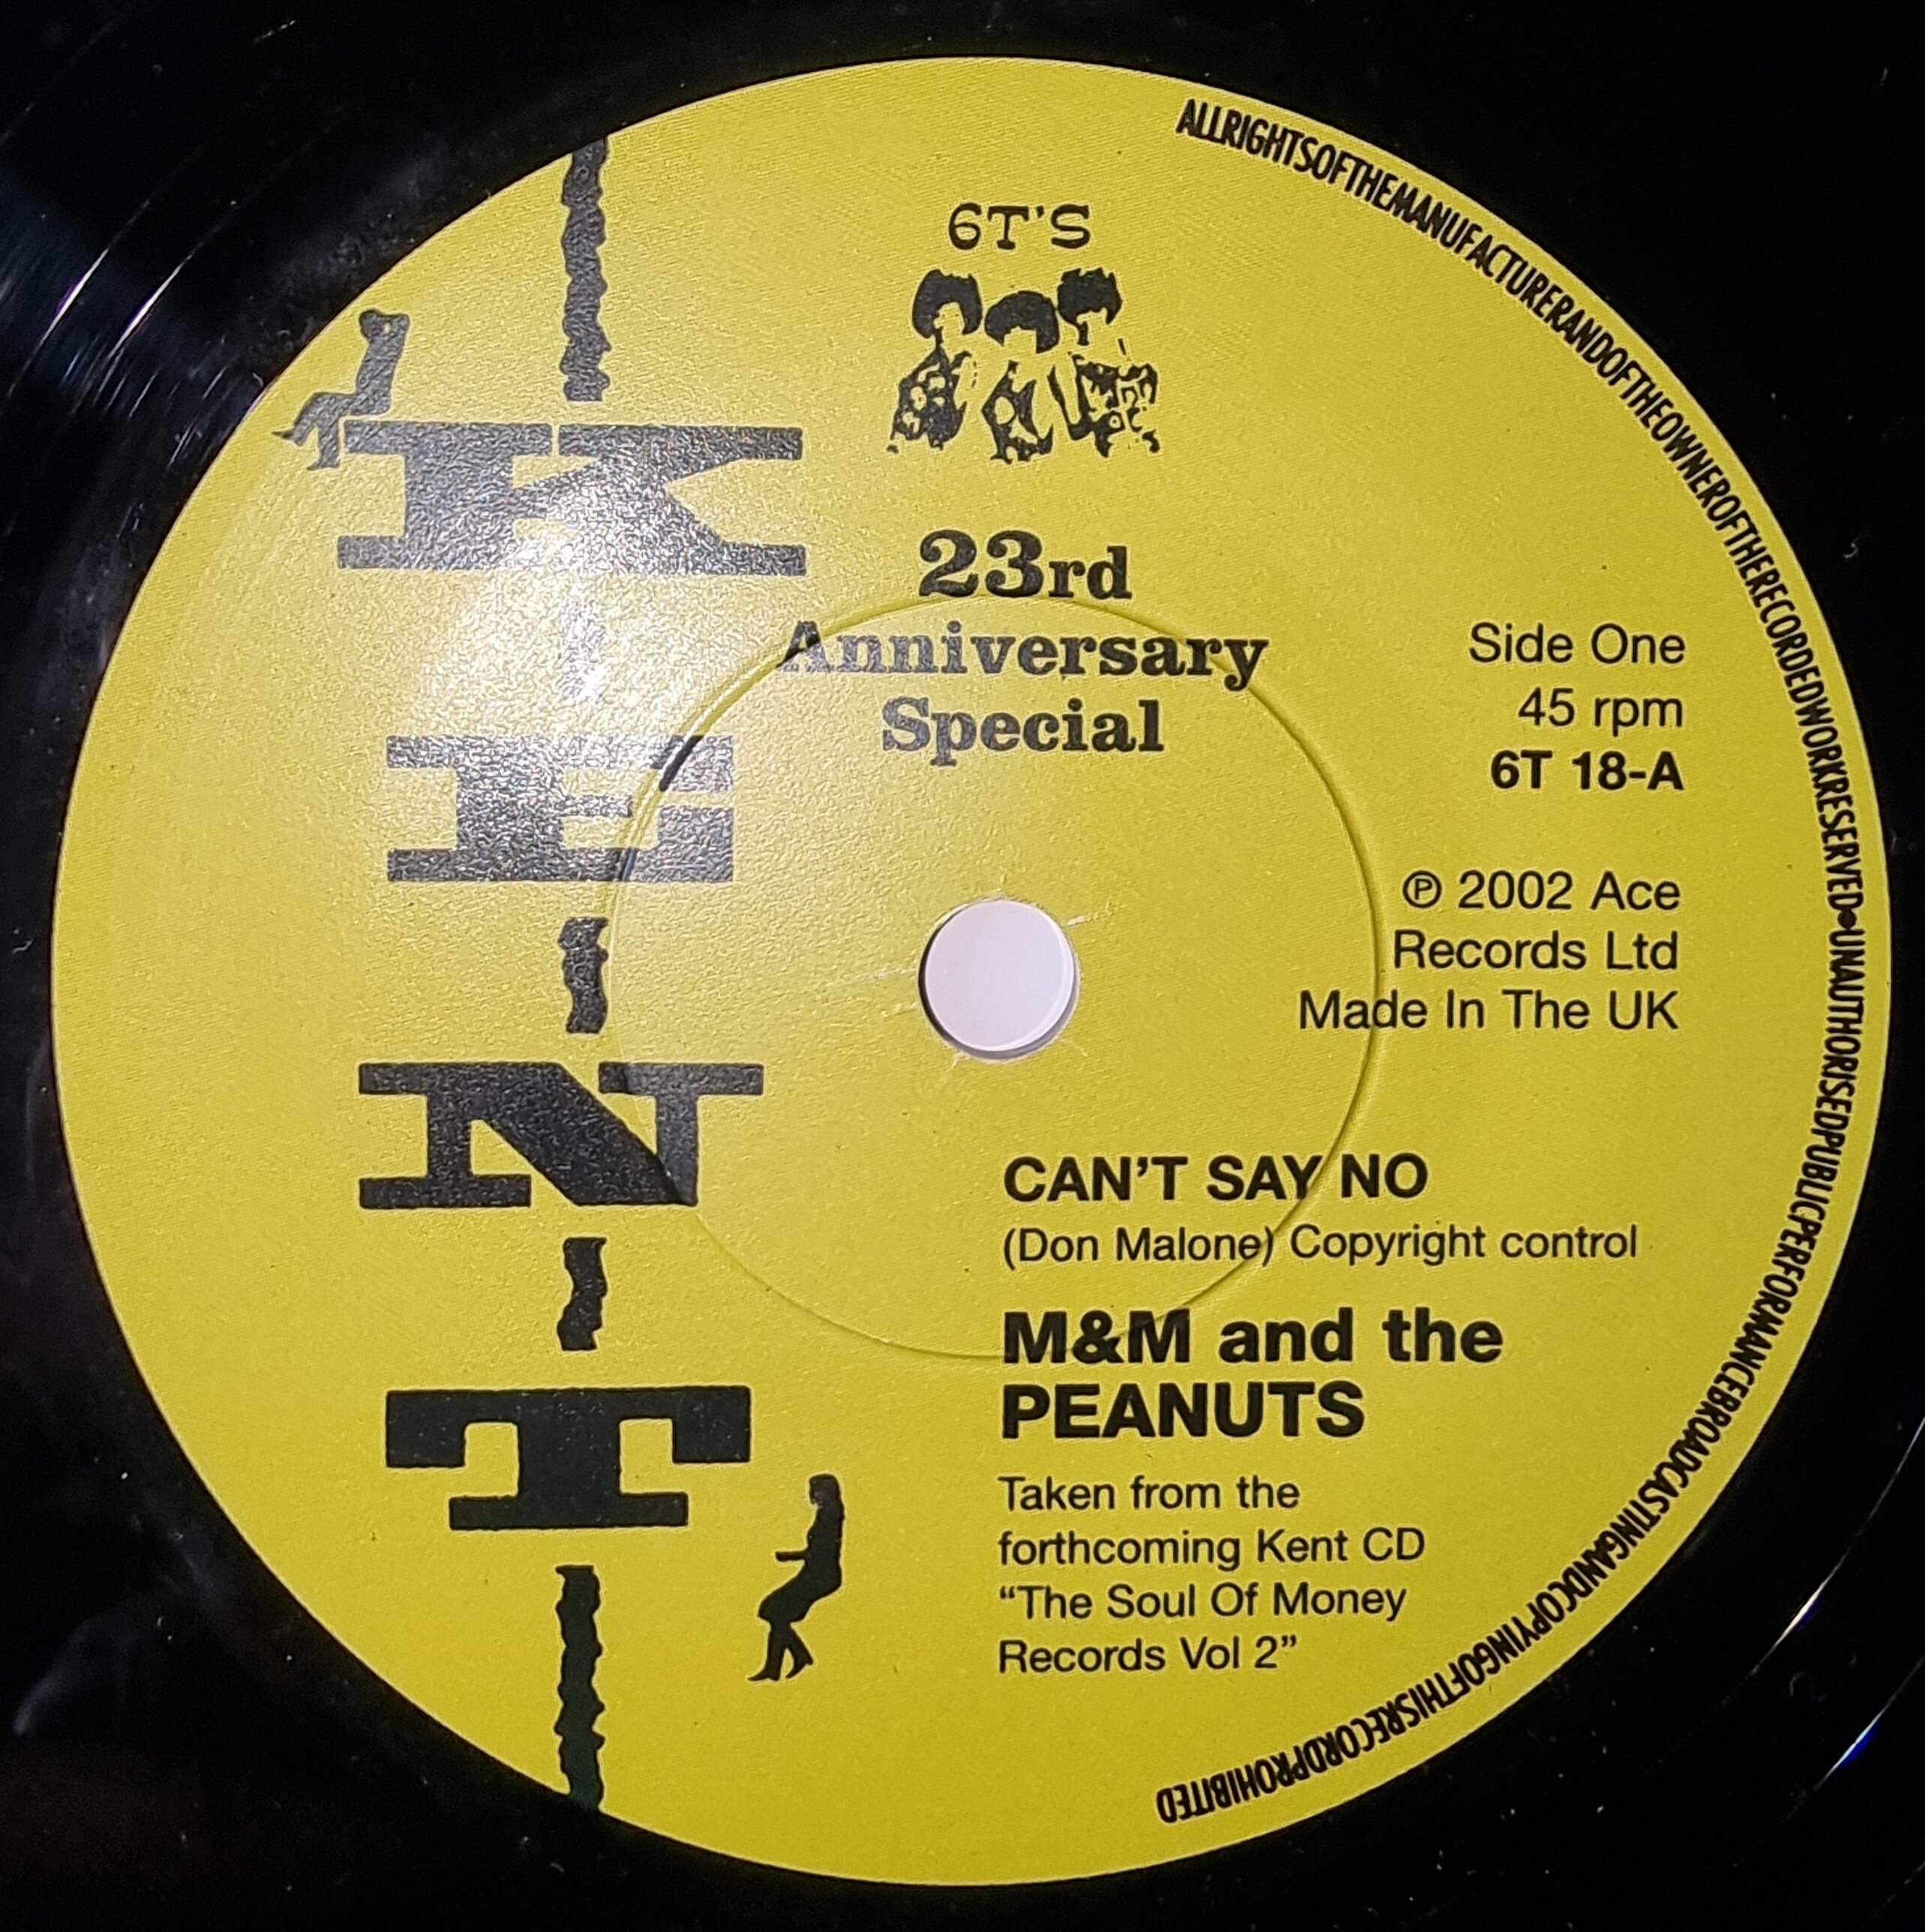 6T'S
K
E
N
T
23rd
Anniversary
Special
Side One
45 rpm
6T 18-A
℗ 2002 Ace
Records Ltd
Made In The UK
CAN'T SAY NO
(Don Malone) Copyright control
M&M and the
PEANUTS
Taken from the
forthcoming Kent CD
“The Soul Of Money
Records Vol 2”
ALLRIGHTSOFTHEMANUFACTURERANDOFTHEOWNEROFTHERECORDEDWORKRESERVED•UNAUTHORISEDPUBLICPERFORMANCEBROADCASTINGANDCOPYINGOFTHISRECORDPROHIBITED